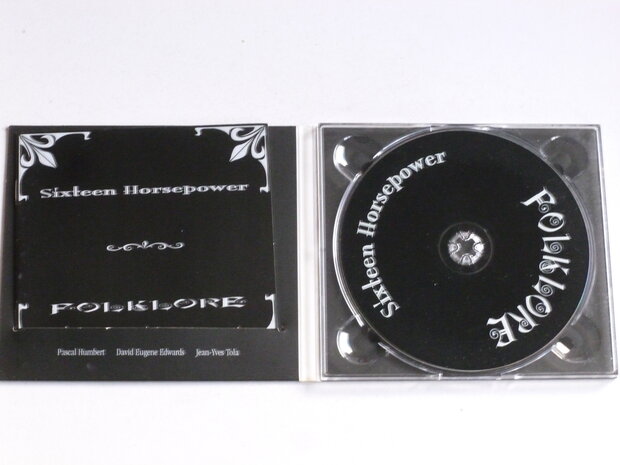 Sixteen Horsepower
FOLKLORE
Pascal Humbert David Eugene Edwards Jean-Yves Tola
Sixteen Horsepower
FOLKLORE